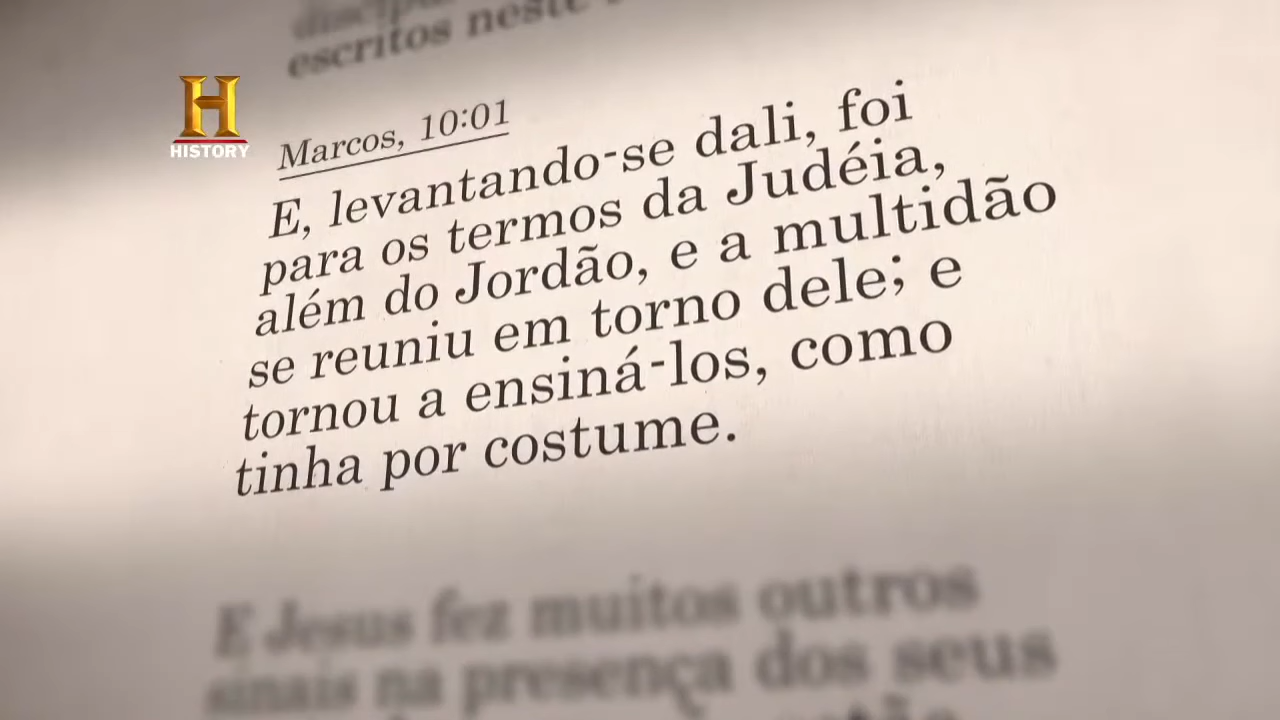 escritos neste
H
HISTORY
Marcos, 10:01
E, levantando-se dali, foi
para os termos da Judéia,
além do Jordão, e a multidão
se reuniu em torno dele; e
tornou a ensiná-los, como
tinha por costume.
E Jesus fez muitos outros
sinais na presença dos seus